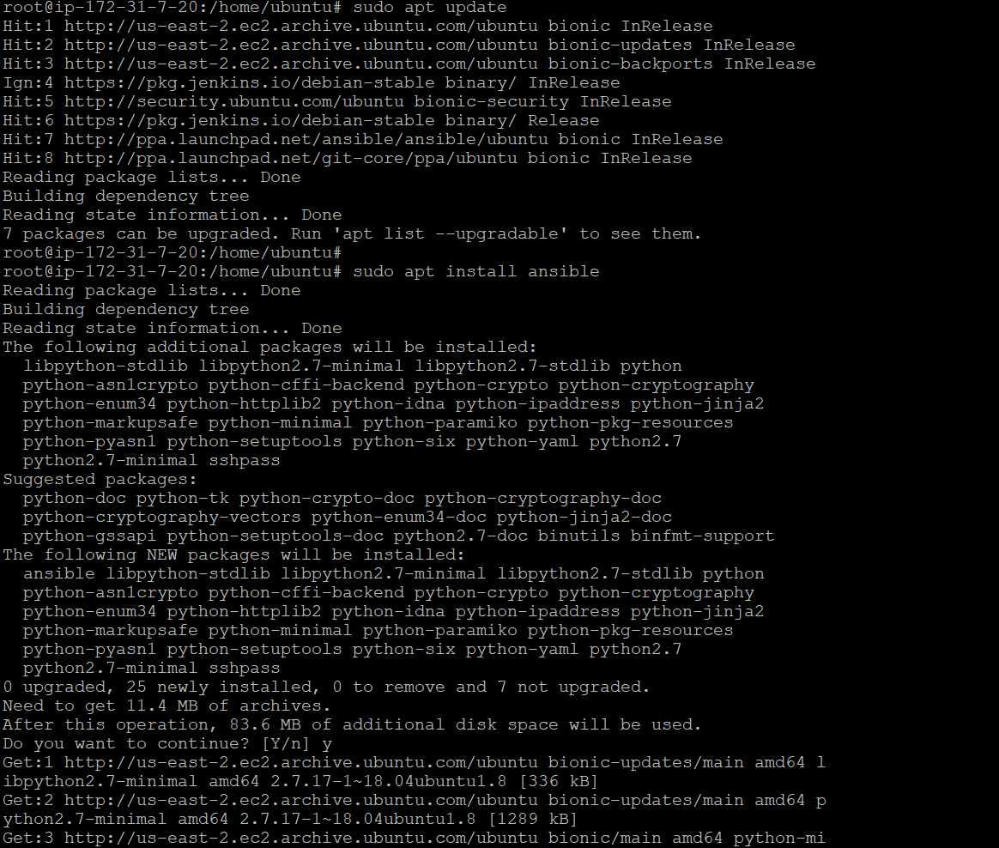 root@ip-172-31-7-20:/home/ubuntu# sudo apt update
Hit:1 http://us-east-2.ec2.archive.ubuntu.com/ubuntu bionic InRelease
Hit:2 http://us-east-2.ec2.archive.ubuntu.com/ubuntu bionic-updates InRelease
Hit:3 http://us-east-2.ec2.archive.ubuntu.com/ubuntu bionic-backports InRelease
Ign:4 https://pkg.jenkins.io/debian-stable binary/ InRelease
Hit:5 http://security.ubuntu.com/ubuntu bionic-security InRelease
Hit:6 https://pkg.jenkins.io/debian-stable binary/ Release
Hit:7 http://ppa.launchpad.net/ansible/ansible/ubuntu bionic InRelease
Hit:8 http://ppa.launchpad.net/git-core/ppa/ubuntu bionic InRelease
Reading package lists... Done
Building dependency tree
Reading state information... Done
7 packages can be upgraded. Run 'apt list --upgradable' to see them.
root@ip-172-31-7-20:/home/ubuntu#
root@ip-172-31-7-20:/home/ubuntu# sudo apt install ansible
Reading package lists... Done
Building dependency tree
Reading state information... Done
The following additional packages will be installed:
  libpython-stdlib libpython2.7-minimal libpython2.7-stdlib python
  python-asn1crypto python-cffi-backend python-crypto python-cryptography
  python-enum34 python-httplib2 python-idna python-ipaddress python-jinja2
  python-markupsafe python-minimal python-paramiko python-pkg-resources
  python-pyasn1 python-setuptools python-six python-yaml python2.7
  python2.7-minimal sshpass
Suggested packages:
  python-doc python-tk python-crypto-doc python-cryptography-doc
  python-cryptography-vectors python-enum34-doc python-jinja2-doc
  python-gssapi python-setuptools-doc python2.7-doc binutils binfmt-support
The following NEW packages will be installed:
  ansible libpython-stdlib libpython2.7-minimal libpython2.7-stdlib python
  python-asn1crypto python-cffi-backend python-crypto python-cryptography
  python-enum34 python-httplib2 python-idna python-ipaddress python-jinja2
  python-markupsafe python-minimal python-paramiko python-pkg-resources
  python-pyasn1 python-setuptools python-six python-yaml python2.7
  python2.7-minimal sshpass
0 upgraded, 25 newly installed, 0 to remove and 7 not upgraded.
Need to get 11.4 MB of archives.
After this operation, 83.6 MB of additional disk space will be used.
Do you want to continue? [Y/n] y
Get:1 http://us-east-2.ec2.archive.ubuntu.com/ubuntu bionic-updates/main amd64 l
ibpython2.7-minimal amd64 2.7.17-1~18.04ubuntu1.8 [336 kB]
Get:2 http://us-east-2.ec2.archive.ubuntu.com/ubuntu bionic-updates/main amd64 p
ython2.7-minimal amd64 2.7.17-1~18.04ubuntu1.8 [1289 kB]
Get:3 http://us-east-2.ec2.archive.ubuntu.com/ubuntu bionic/main amd64 python-mi